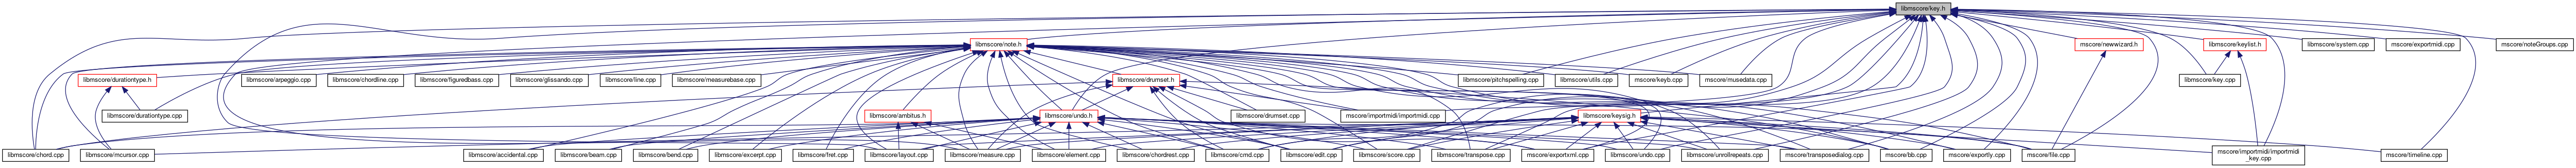 libmscore/key.h
libmscore/note.h
mscore/newwizard.h
libmscore/keylist.h
libmscore/system.cpp
mscore/exportmidi.cpp
mscore/noteGroups.cpp
libmscore/durationtype.h
libmscore/arpeggio.cpp
libmscore/chordline.cpp
libmscore/figuredbass.cpp
libmscore/glissando.cpp
libmscore/line.cpp
libmscore/measurebase.cpp
libmscore/drumset.h
libmscore/pitchspelling.cpp
libmscore/utils.cpp
mscore/keyb.cpp
mscore/musedata.cpp
libmscore/key.cpp
libmscore/durationtype.cpp
libmscore/ambitus.h
libmscore/undo.h
libmscore/drumset.cpp
mscore/importmidi/importmidi.cpp
libmscore/keysig.h
libmscore/chord.cpp
libmscore/mcursor.cpp
libmscore/accidental.cpp
libmscore/beam.cpp
libmscore/bend.cpp
libmscore/excerpt.cpp
libmscore/fret.cpp
libmscore/layout.cpp
libmscore/measure.cpp
libmscore/element.cpp
libmscore/chordrest.cpp
libmscore/cmd.cpp
libmscore/edit.cpp
libmscore/score.cpp
libmscore/transpose.cpp
mscore/exportxml.cpp
libmscore/undo.cpp
libmscore/unrollrepeats.cpp
mscore/transposedialog.cpp
mscore/bb.cpp
mscore/exportly.cpp
mscore/file.cpp
mscore/importmidi/importmidi
_key.cpp
mscore/timeline.cpp